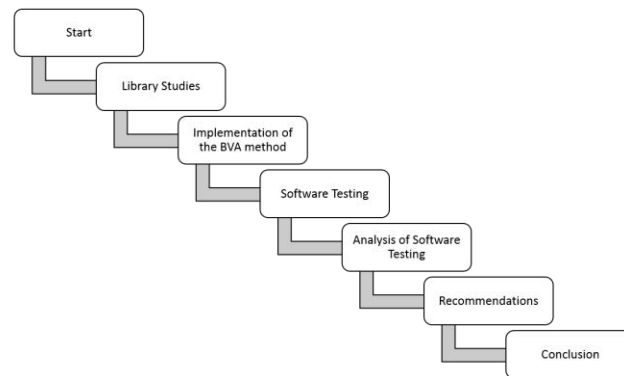 Start
Library Studies
Implementation of
the BVA method
Software Testing
Analysis of Software
Testing
Recommendations
Conclusion